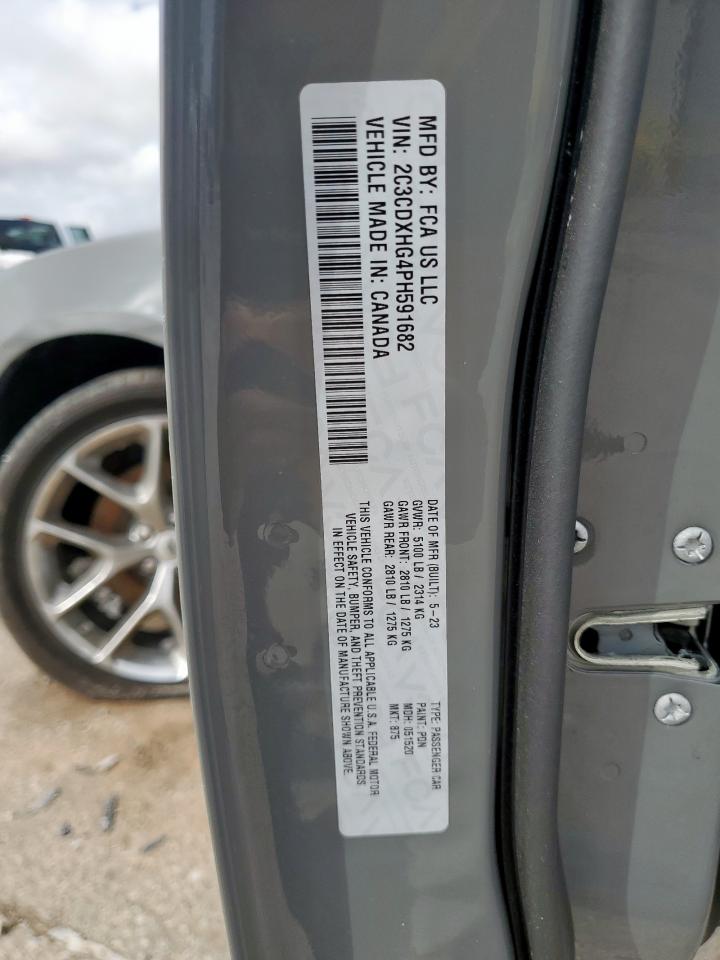 MFD BY: FCA US LLC
VIN: 2C3CDXHG4PH591682
VEHICLE MADE IN: CANADA
DATE OF MFR (BUILT): 5-23
GVWR: 5100 LB / 2314 KG
GAWR FRONT: 2810 LB / 1275 KG
GAWR REAR: 2810 LB / 1275 KG
TYPE: PASSENGER CAR
PAINT: PDN
MDH: 051520
MKT: 875
THIS VEHICLE CONFORMS TO ALL APPLICABLE U.S.A. FEDERAL MOTOR
VEHICLE SAFETY, BUMPER, AND THEFT PREVENTION STANDARDS
IN EFFECT ON THE DATE OF MANUFACTURE SHOWN ABOVE.